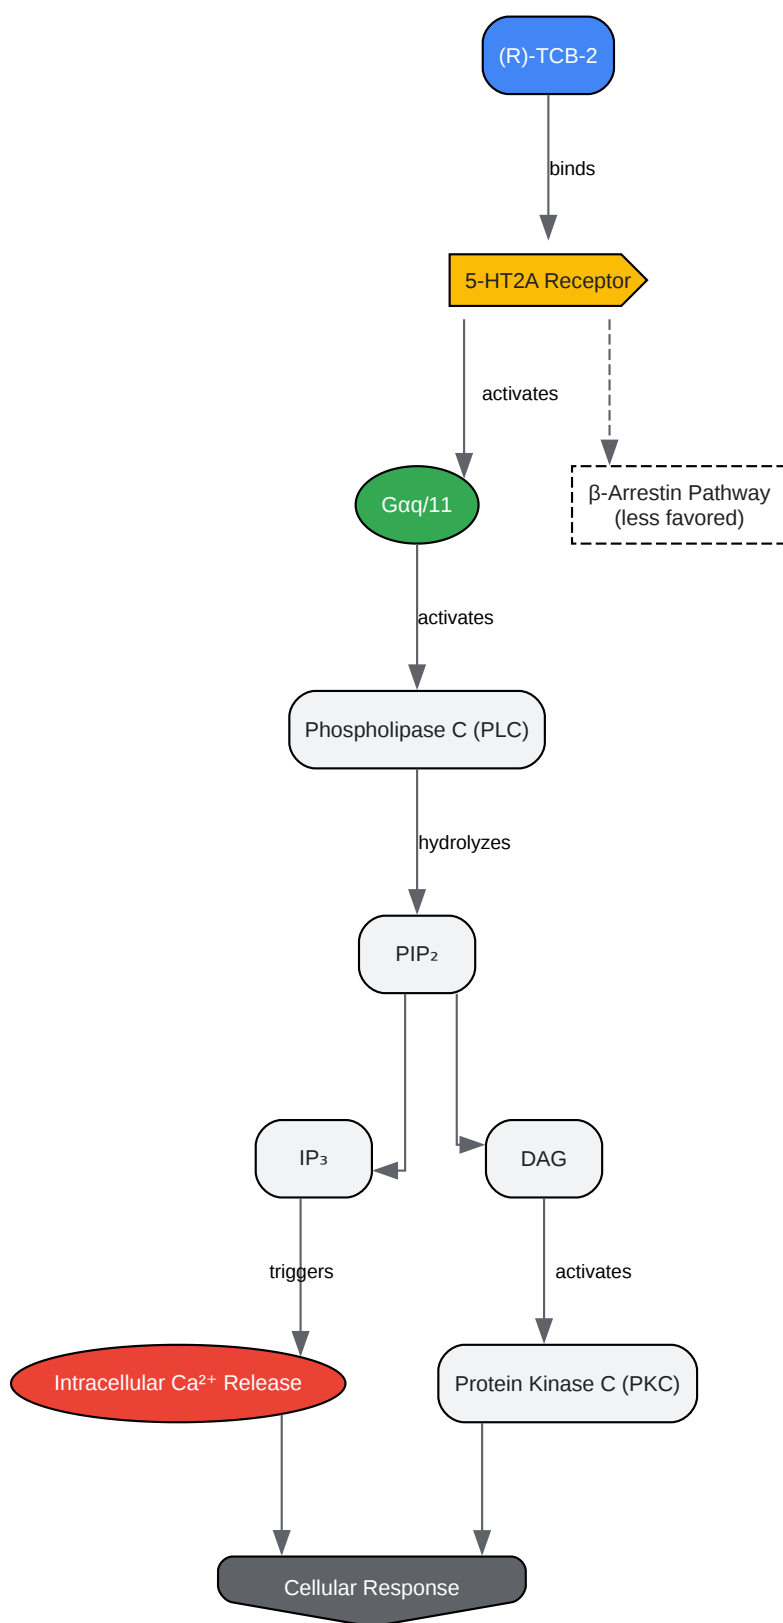 (R)-TCB-2
binds
5-HT2A Receptor
activates
Gαq/11
β-Arrestin Pathway
(less favored)
activates
Phospholipase C (PLC)
hydrolyzes
PIP₂
IP₃
DAG
triggers
activates
Intracellular Ca²⁺ Release
Protein Kinase C (PKC)
Cellular Response